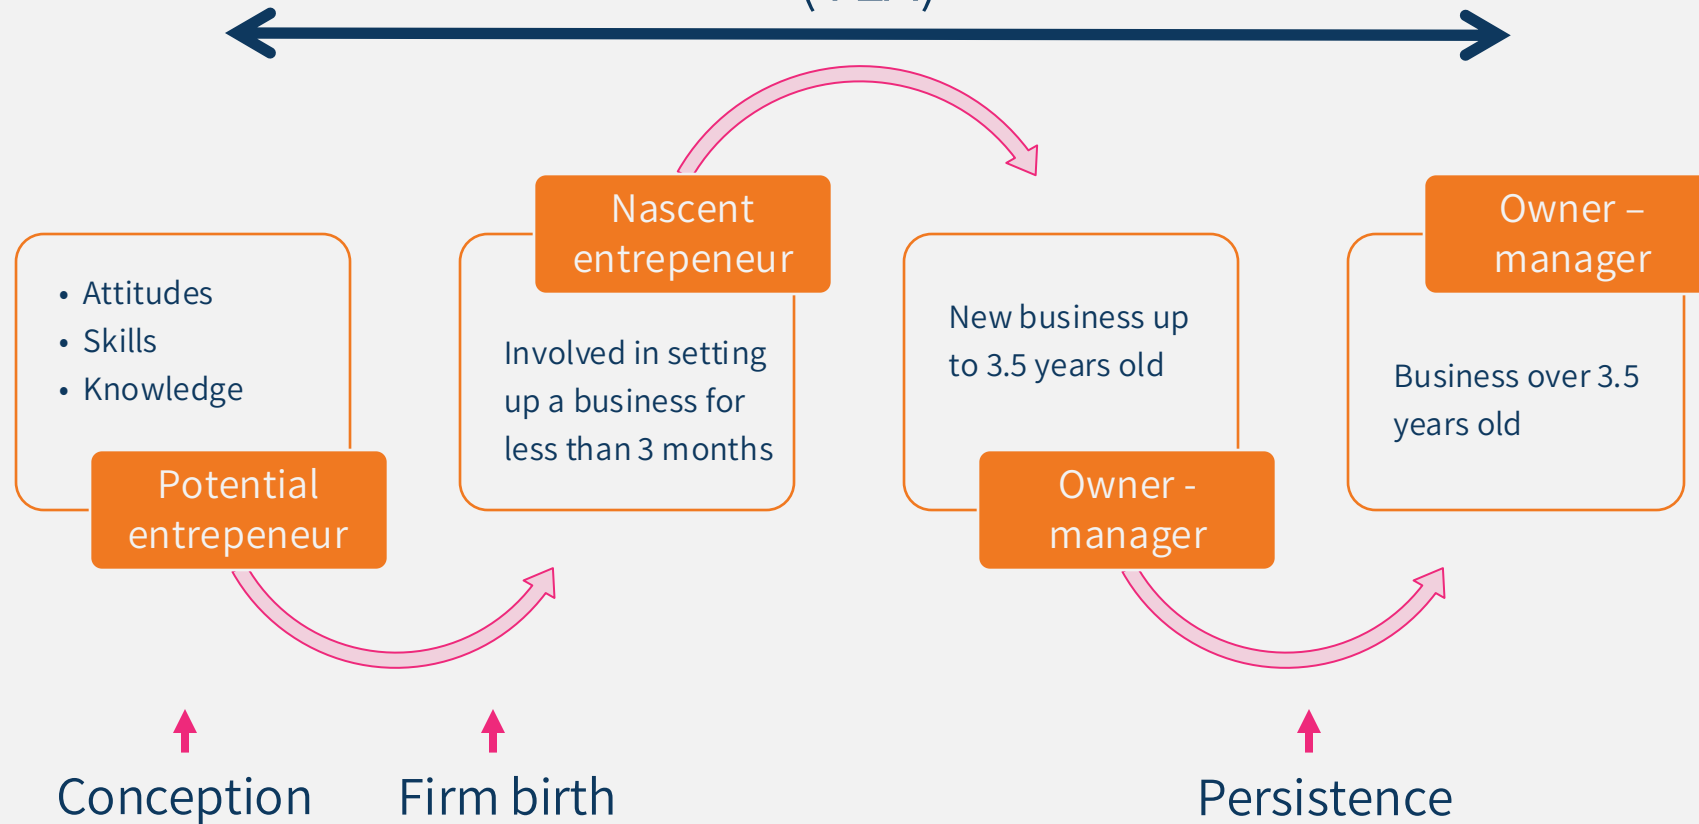 • Attitudes
• Skills
• Knowledge
Potential
entrepeneur
Nascent
entrepeneur
Involved in setting
up a business for
less than 3 months
New business up
to 3.5 years old
Owner -
manager
Owner –
manager
Business over 3.5
years old
Conception
Firm birth
Persistence